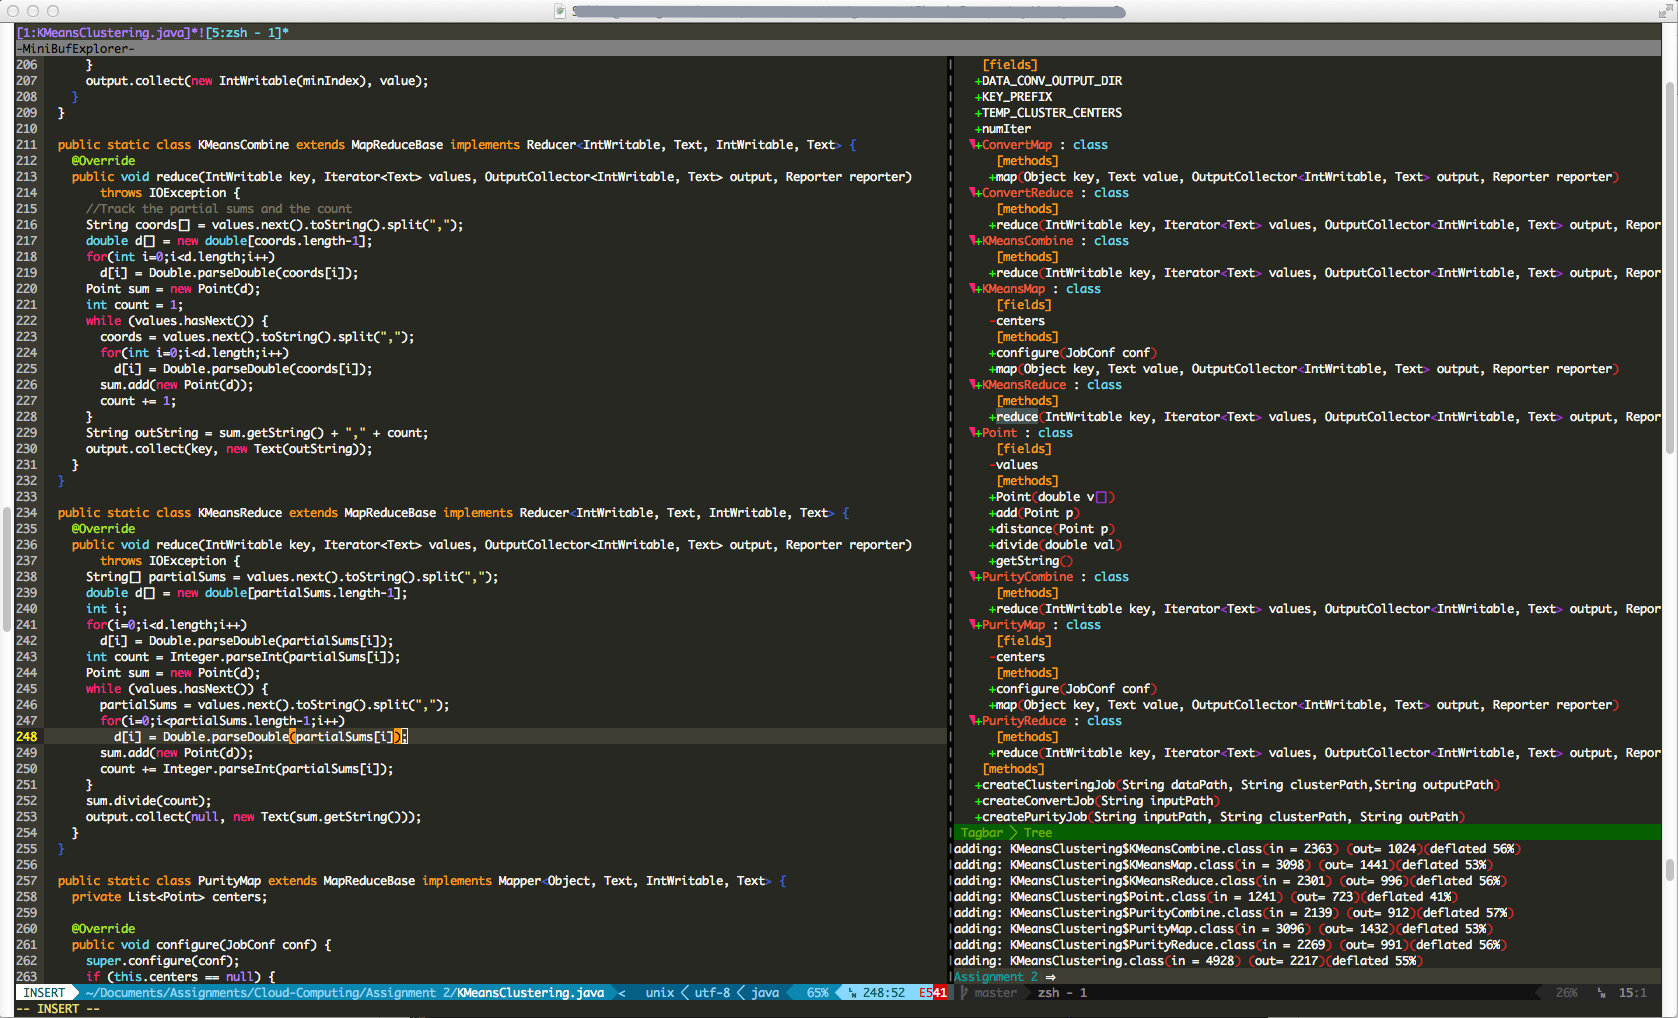 [1:KMeansClustering.java]*![5:zsh - 1]*
-MiniBufExplorer-
206 }
207 output.collect(new IntWritable(minIndex), value);
208 }
209 }
210
211 public static class KMeansCombine extends MapReduceBase implements Reducer<IntWritable, Text, IntWritable, Text> {
212 @Override
213 public void reduce(IntWritable key, Iterator<Text> values, OutputCollector<IntWritable, Text> output, Reporter reporter)
214 throws IOException {
215 //Track the partial sums and the count
216 String coords[] = values.next().toString().split(",");
217 double d[] = new double[coords.length-1];
218 for(int i=0;i<d.length;i++)
219 d[i] = Double.parseDouble(coords[i]);
220 Point sum = new Point(d);
221 int count = 1;
222 while (values.hasNext()) {
223 coords = values.next().toString().split(",");
224 for(int i=0;i<d.length;i++)
225 d[i] = Double.parseDouble(coords[i]);
226 sum.add(new Point(d));
227 count += 1;
228 }
229 String outString = sum.getString() + "," + count;
230 output.collect(key, new Text(outString));
231 }
232 }
233
234 public static class KMeansReduce extends MapReduceBase implements Reducer<IntWritable, Text, IntWritable, Text> {
235 @Override
236 public void reduce(IntWritable key, Iterator<Text> values, OutputCollector<IntWritable, Text> output, Reporter reporter)
237 throws IOException {
238 String[] partialSums = values.next().toString().split(",");
239 double d[] = new double[partialSums.length-1];
240 int i;
241 for(i=0;i<d.length;i++)
242 d[i] = Double.parseDouble(partialSums[i]);
243 int count = Integer.parseInt(partialSums[i]);
244 Point sum = new Point(d);
245 while (values.hasNext()) {
246 partialSums = values.next().toString().split(",");
247 for(i=0;i<partialSums.length-1;i++)
248 d[i] = Double.parseDouble(partialSums[i]);
249 sum.add(new Point(d));
250 count += Integer.parseInt(partialSums[i]);
251 }
252 sum.divide(count);
253 output.collect(null, new Text(sum.getString()));
254 }
255 }
256
257 public static class PurityMap extends MapReduceBase implements Mapper<Object, Text, IntWritable, Text> {
258 private List<Point> centers;
259
260 @Override
261 public void configure(JobConf conf) {
262 super.configure(conf);
263 if (this.centers == null) {
INSERT ~/Documents/Assignments/Cloud-Computing/Assignment 2/KMeansClustering.java < unix < utf-8 < java 65% 248:52 E541
-- INSERT --
[fields]
+DATA_CONV_OUTPUT_DIR
+KEY_PREFIX
+TEMP_CLUSTER_CENTERS
+numIter
▼+ConvertMap : class
[methods]
+map(Object key, Text value, OutputCollector<IntWritable, Text> output, Reporter reporter)
▼+ConvertReduce : class
[methods]
+reduce(IntWritable key, Iterator<Text> values, OutputCollector<IntWritable, Text> output, Repor
▼+KMeansCombine : class
[methods]
+reduce(IntWritable key, Iterator<Text> values, OutputCollector<IntWritable, Text> output, Repor
▼+KMeansMap : class
[fields]
-centers
[methods]
+configure(JobConf conf)
+map(Object key, Text value, OutputCollector<IntWritable, Text> output, Reporter reporter)
▼+KMeansReduce : class
[methods]
+reduce(IntWritable key, Iterator<Text> values, OutputCollector<IntWritable, Text> output, Repor
▼+Point : class
[fields]
-values
[methods]
+Point(double v[])
+add(Point p)
+distance(Point p)
+divide(double val)
+getString()
▼+PurityCombine : class
[methods]
+reduce(IntWritable key, Iterator<Text> values, OutputCollector<IntWritable, Text> output, Repor
▼+PurityMap : class
[fields]
-centers
[methods]
+configure(JobConf conf)
+map(Object key, Text value, OutputCollector<IntWritable, Text> output, Reporter reporter)
▼+PurityReduce : class
[methods]
+reduce(IntWritable key, Iterator<Text> values, OutputCollector<IntWritable, Text> output, Repor
[methods]
+createClusteringJob(String dataPath, String clusterPath,String outputPath)
+createConvertJob(String inputPath)
+createPurityJob(String inputPath, String clusterPath, String outPath)
Tagbar > Tree
adding: KMeansClustering$KMeansCombine.class(in = 2363) (out= 1024)(deflated 56%)
adding: KMeansClustering$KMeansMap.class(in = 3098) (out= 1441)(deflated 53%)
adding: KMeansClustering$KMeansReduce.class(in = 2301) (out= 996)(deflated 56%)
adding: KMeansClustering$Point.class(in = 1241) (out= 723)(deflated 41%)
adding: KMeansClustering$PurityCombine.class(in = 2139) (out= 912)(deflated 57%)
adding: KMeansClustering$PurityMap.class(in = 3096) (out= 1432)(deflated 53%)
adding: KMeansClustering$PurityReduce.class(in = 2269) (out= 991)(deflated 56%)
adding: KMeansClustering.class(in = 4928) (out= 2217)(deflated 55%)
Assignment 2 ⇒
master zsh - 1 26% 15:1